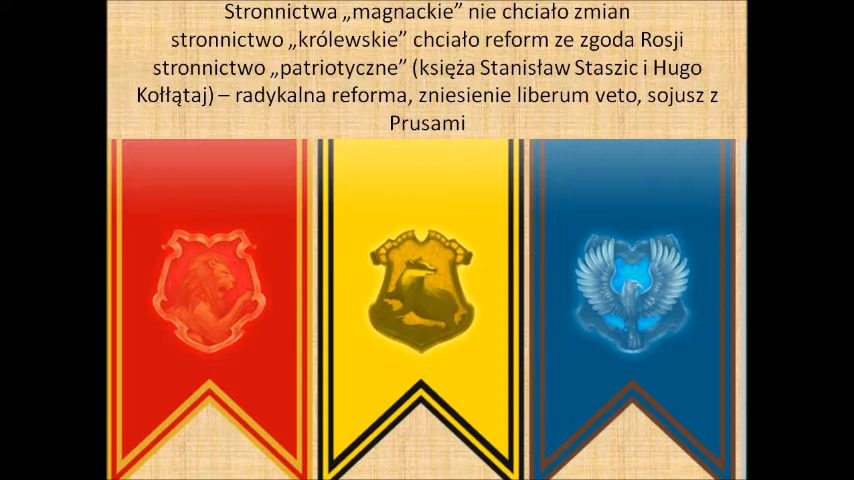 Stronnictwa „magnackie” nie chciało zmian
stronnictwo „królewskie” chciało reform ze zgoda Rosji
stronnictwo „patriotyczne” (księża Stanisław Staszic i Hugo
Kołłątaj) – radykalna reforma, zniesienie liberum veto, sojusz z
Prusami